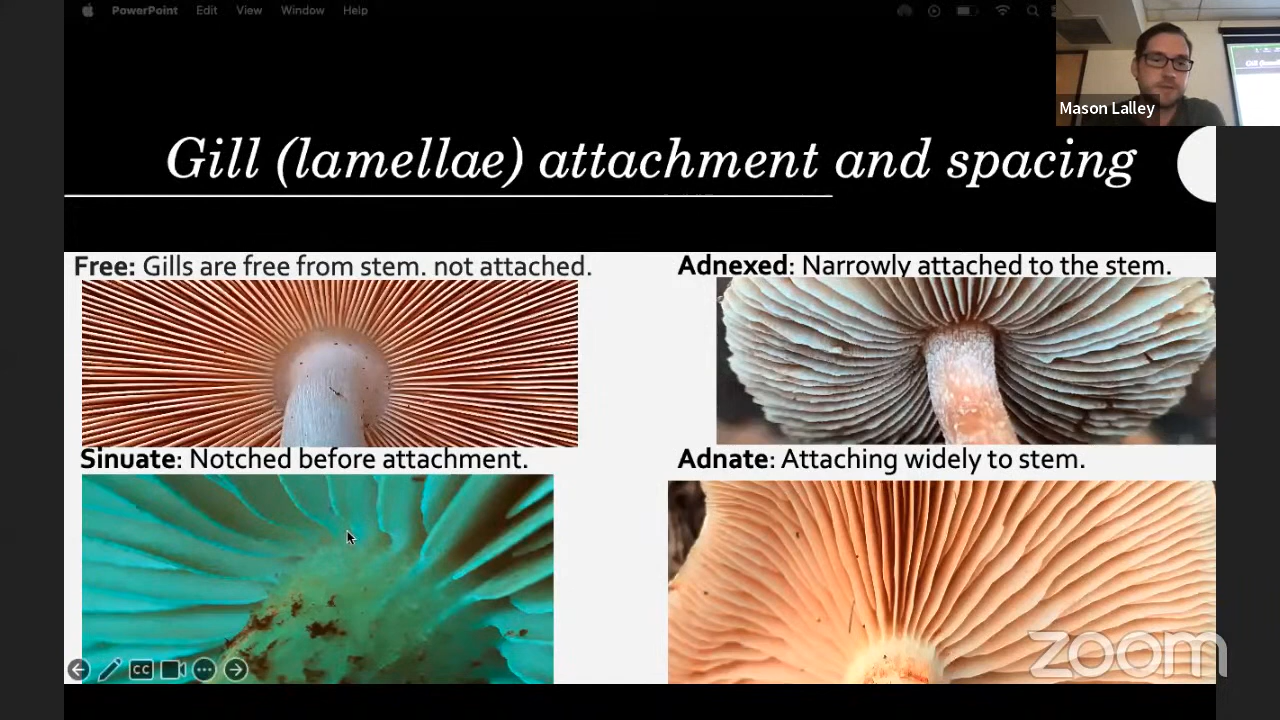 PowerPoint Edit View Window Help
Mason Lalley
Gill (lamellae) attachment and spacing
Free: Gills are free from stem. not attached.
Adnexed: Narrowly attached to the stem.
Sinuate: Notched before attachment.
Adnate: Attaching widely to stem.
CC
zoom